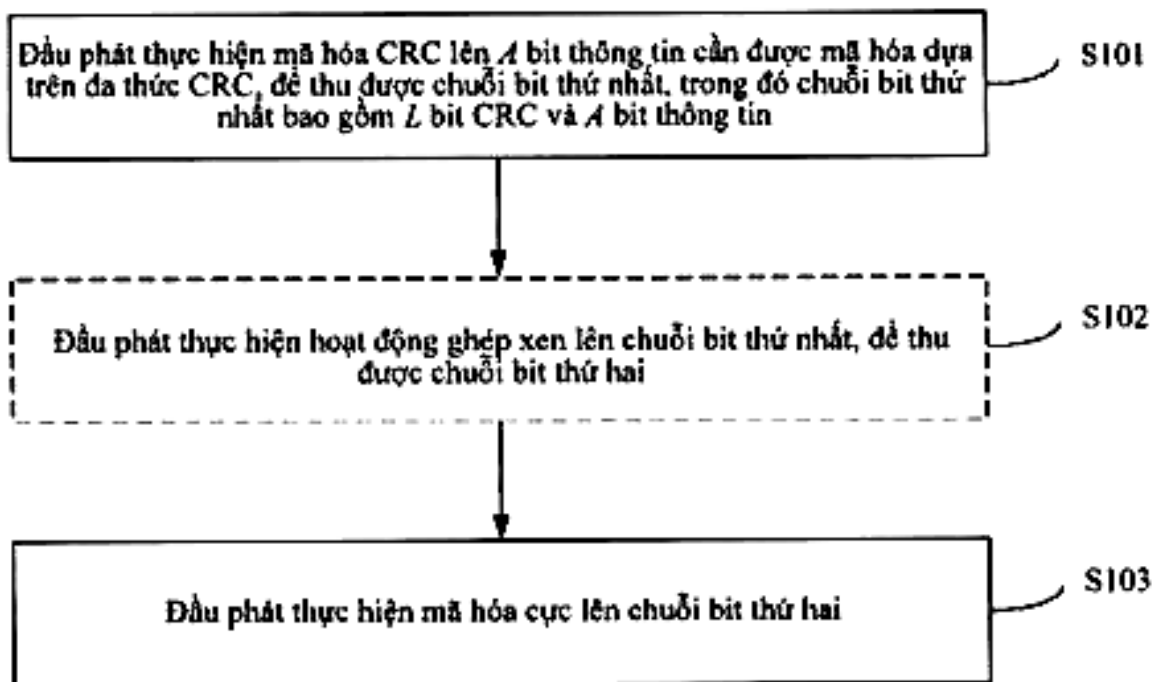 Đầu phát thực hiện mã hóa CRC lên A bit thông tin cần được mã hóa dựa
trên đa thức CRC, để thu được chuỗi bit thứ nhất, trong đó chuỗi bit thứ
nhất bao gồm L bit CRC và A bit thông tin
S101
Đầu phát thực hiện hoạt động ghép xen lên chuỗi bit thứ nhất, để thu
được chuỗi bit thứ hai
S102
Đầu phát thực hiện mã hóa cực lên chuỗi bit thứ hai
S103